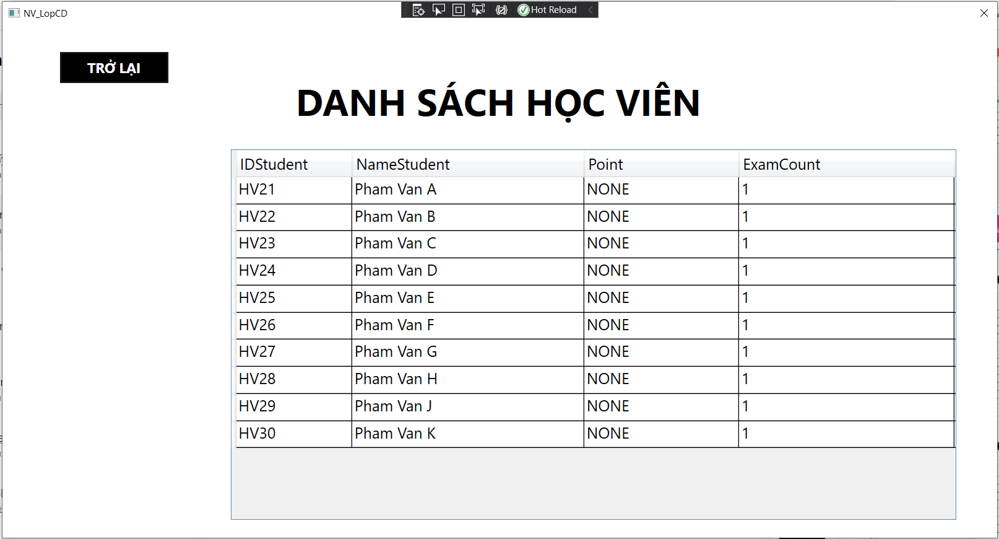 NV_LopCD
Hot Reload
TRỞ LẠI
DANH SÁCH HỌC VIÊN
IDStudent NameStudent Point ExamCount
HV21 Pham Van A NONE 1
HV22 Pham Van B NONE 1
HV23 Pham Van C NONE 1
HV24 Pham Van D NONE 1
HV25 Pham Van E NONE 1
HV26 Pham Van F NONE 1
HV27 Pham Van G NONE 1
HV28 Pham Van H NONE 1
HV29 Pham Van J NONE 1
HV30 Pham Van K NONE 1